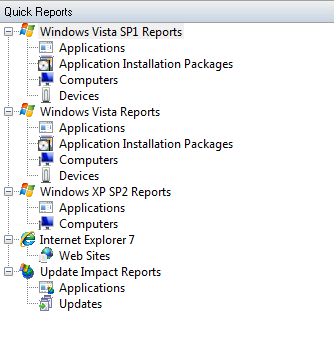 Quick Reports
Windows Vista SP1 Reports
Applications
Application Installation Packages
Computers
Devices
Windows Vista Reports
Applications
Application Installation Packages
Computers
Devices
Windows XP SP2 Reports
Applications
Computers
Internet Explorer 7
Web Sites
Update Impact Reports
Applications
Updates